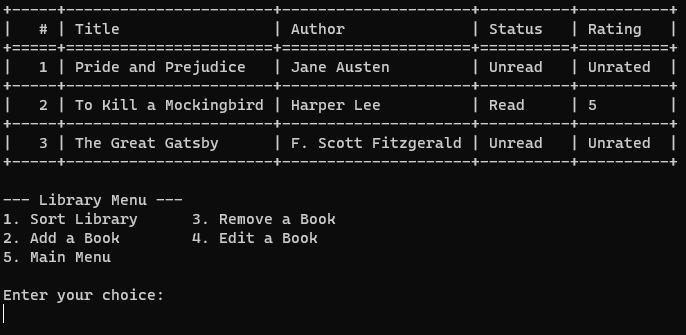 +-----+-----------------------+--------------------+----------+----------+
|   # | Title                 | Author             | Status   | Rating   |
+=====+=======================+====================+==========+==========+
|   1 | Pride and Prejudice   | Jane Austen        | Unread   | Unrated  |
+-----+-----------------------+--------------------+----------+----------+
|   2 | To Kill a Mockingbird | Harper Lee         | Read     | 5        |
+-----+-----------------------+--------------------+----------+----------+
|   3 | The Great Gatsby      | F. Scott Fitzgerald | Unread   | Unrated  |
+-----+-----------------------+--------------------+----------+----------+
--- Library Menu ---
1. Sort Library      3. Remove a Book
2. Add a Book        4. Edit a Book
5. Main Menu
Enter your choice: